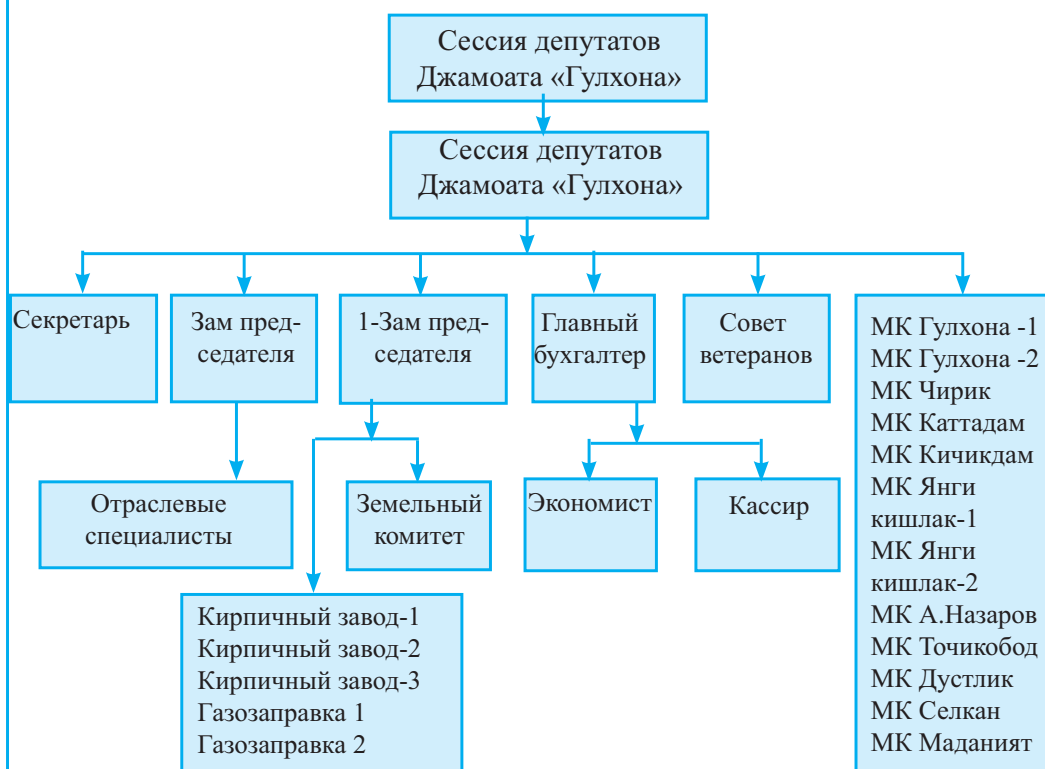 Сессия депутатов
Джамоата «Гулхона»
Сессия депутатов
Джамоата «Гулхона»
Секретарь
Зам пред-
седателя
1-Зам пред-
седателя
Главный
бухгалтер
Совет
ветеранов
МК Гулхона -1
МК Гулхона -2
МК Чирик
МК Каттадам
МК Кичикдам
МК Янги
кишлак-1
МК Янги
кишлак-2
МК А.Назаров
МК Точикобод
МК Дустлик
МК Селкан
МК Маданият
Отраслевые
специалисты
Земельный
комитет
Экономист
Кассир
Кирпичный завод-1
Кирпичный завод-2
Кирпичный завод-3
Газозаправка 1
Газозаправка 2